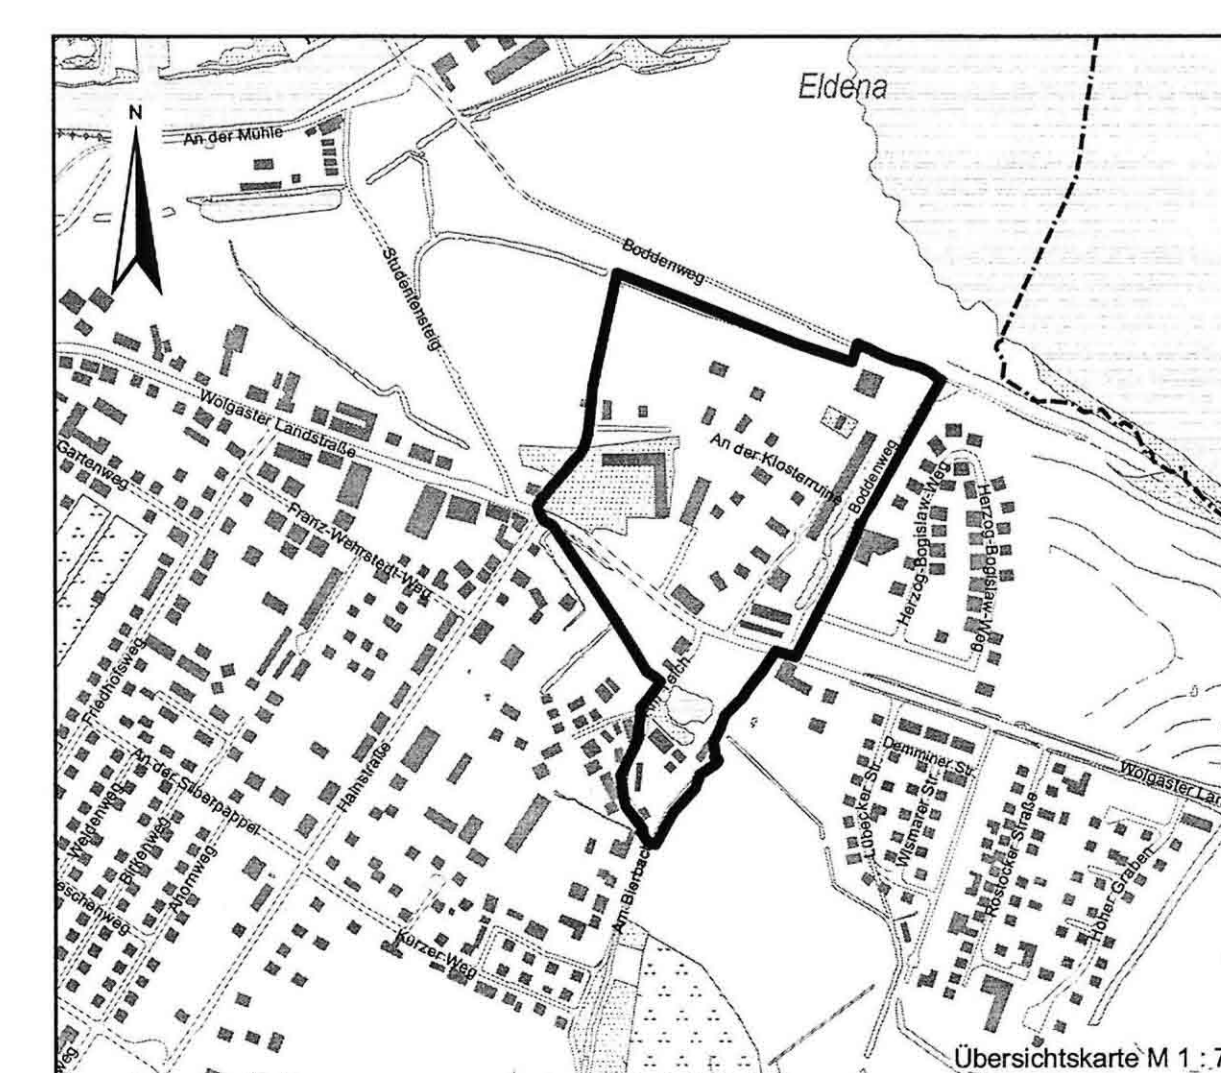 Eldena
N
An der Mühle
Boddenweg
Studentensteig
Wolgaster Landstraße
Gartenweg
An der Klosterruine
Boddenweg
Herzog-Bogislaw-Weg
Herzog-Bogislaw-Weg
Franz-Wehrstedt-Weg
Friedhofsweg
Hainstraße
An der Silberpappel
Weidenweg
Birkenweg
Ahornweg
eschenweg
Demminer Str.
Lübecker Str.
Wismarer Str.
Rostocker Straße
Wolgaster Lan
Hoher Graben
Am Bierbach
Kurzer Weg
weg
Übersichtskarte M 1 : 7